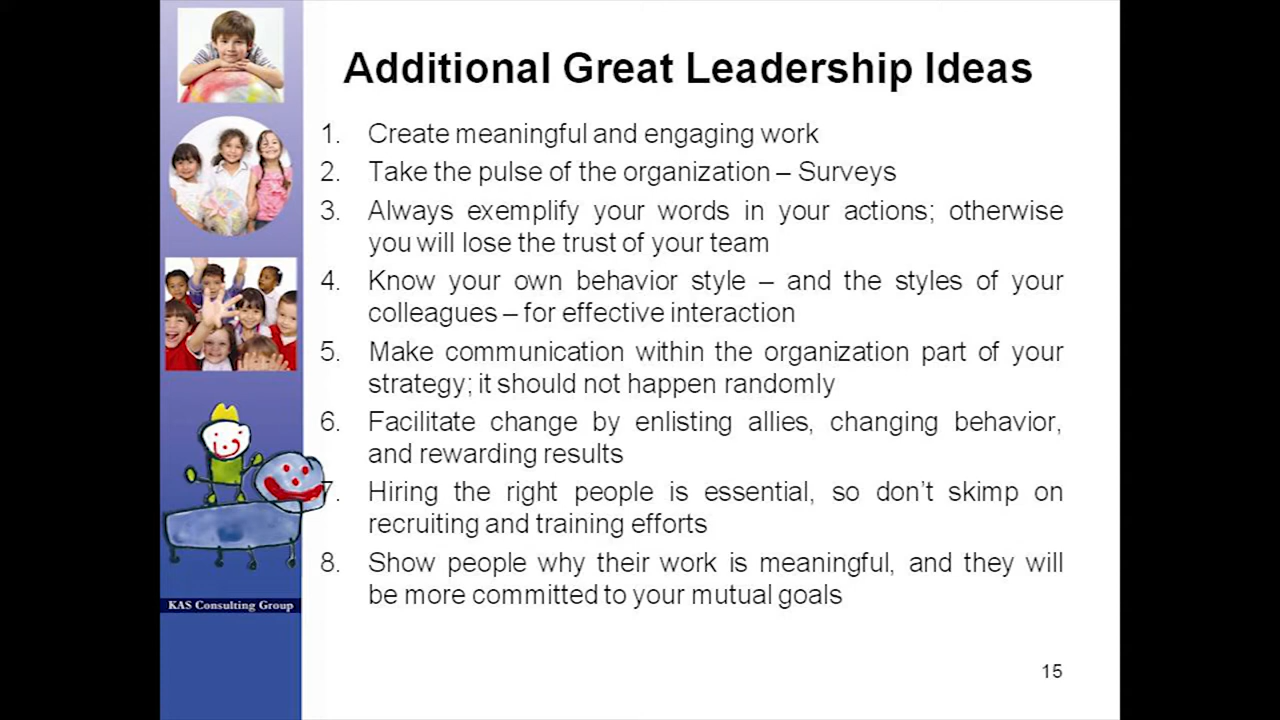 Additional Great Leadership Ideas
1. Create meaningful and engaging work
2. Take the pulse of the organization – Surveys
3. Always exemplify your words in your actions; otherwise
you will lose the trust of your team
4. Know your own behavior style – and the styles of your
colleagues – for effective interaction
5. Make communication within the organization part of your
strategy; it should not happen randomly
6. Facilitate change by enlisting allies, changing behavior,
and rewarding results
7. Hiring the right people is essential, so don’t skimp on
recruiting and training efforts
8. Show people why their work is meaningful, and they will
be more committed to your mutual goals
KAS Consulting Group
15